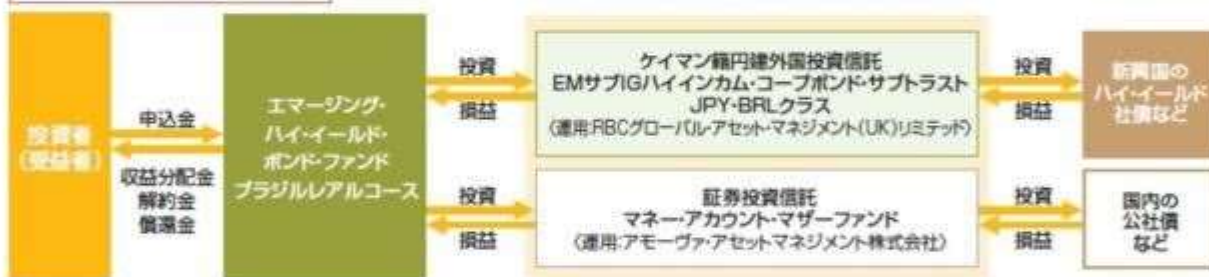 投資者
(受益者)
申込金
収益分配金
解約金
償還金
エマージング・
ハイ・イールド・
ボンド・ファンド
ブラジルレアルコース
投資
損益
投資
損益
ケイマン籍円建外国投資信託
EMサブIGハイインカム・コーポボンド・サブトラスト
JPY・BRLクラス
〈運用:RBCグローバル・アセット・マネジメント(UK)リミテッド〉
証券投資信託
マネー・アカウント・マザーファンド
〈運用:アモーヴァ・アセットマネジメント株式会社〉
投資
損益
投資
損益
新興国の
ハイ・イールド
社債など
国内の
公社債
など